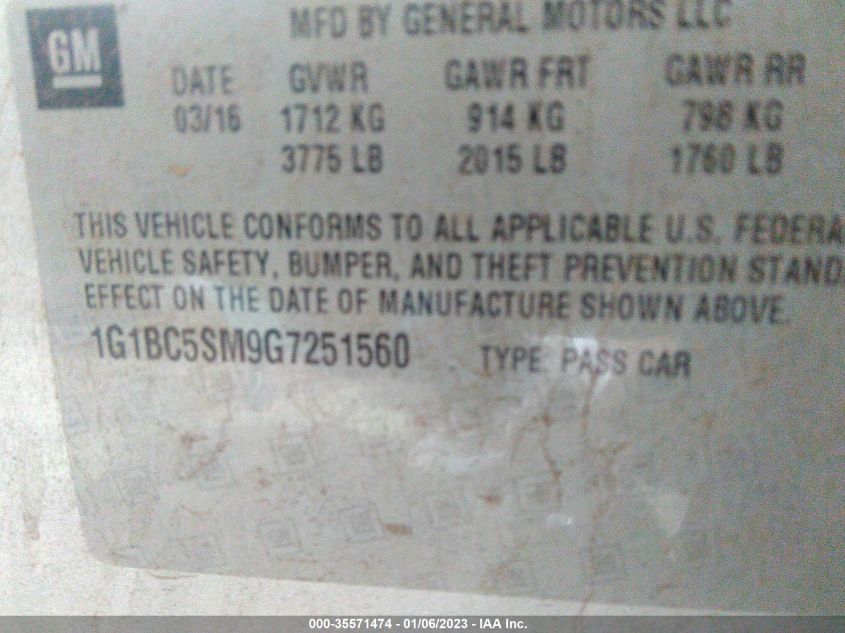 GM
MFD BY GENERAL MOTORS LLC
DATE GVWR GAWR FRT GAWR RR
03/16 1712 KG 914 KG 798 KG
3775 LB 2015 LB 1760 LB
THIS VEHICLE CONFORMS TO ALL APPLICABLE U.S. FEDERA
VEHICLE SAFETY, BUMPER, AND THEFT PREVENTION STAND
EFFECT ON THE DATE OF MANUFACTURE SHOWN ABOVE.
1G1BC5SM9G7251560 TYPE: PASS CAR
000-35571474 - 01/06/2023 - IAA Inc.